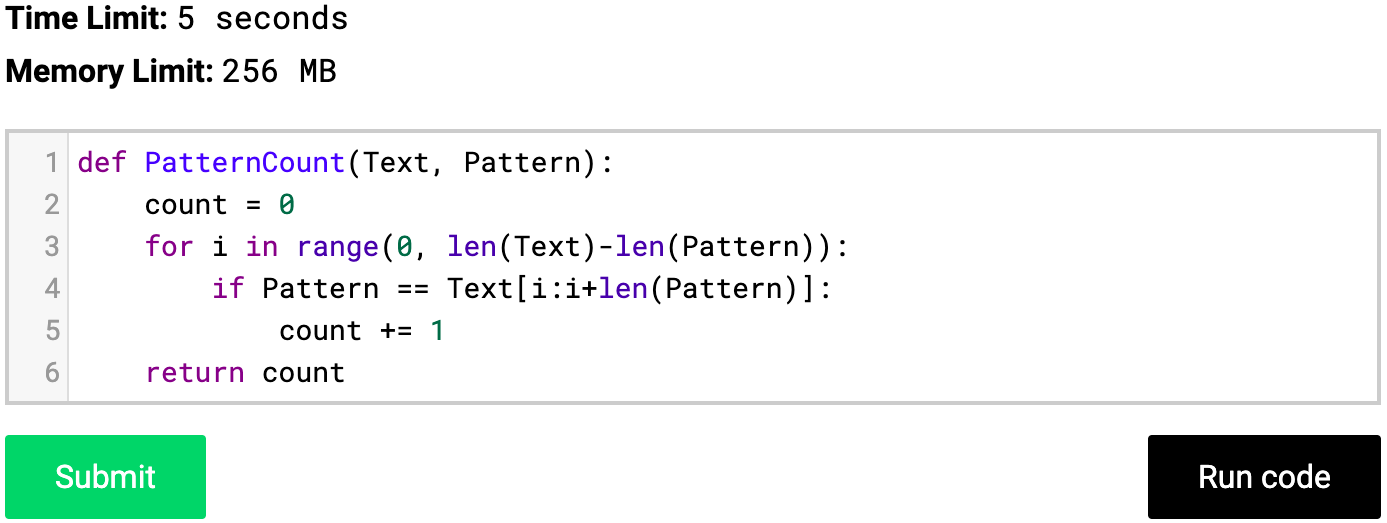 Time Limit: 5 seconds
Memory Limit: 256 MB
1 def PatternCount(Text, Pattern):
2     count = 0
3     for i in range(0, len(Text)-len(Pattern)):
4         if Pattern == Text[i:i+len(Pattern)]:
5             count += 1
6     return count
Submit
Run code